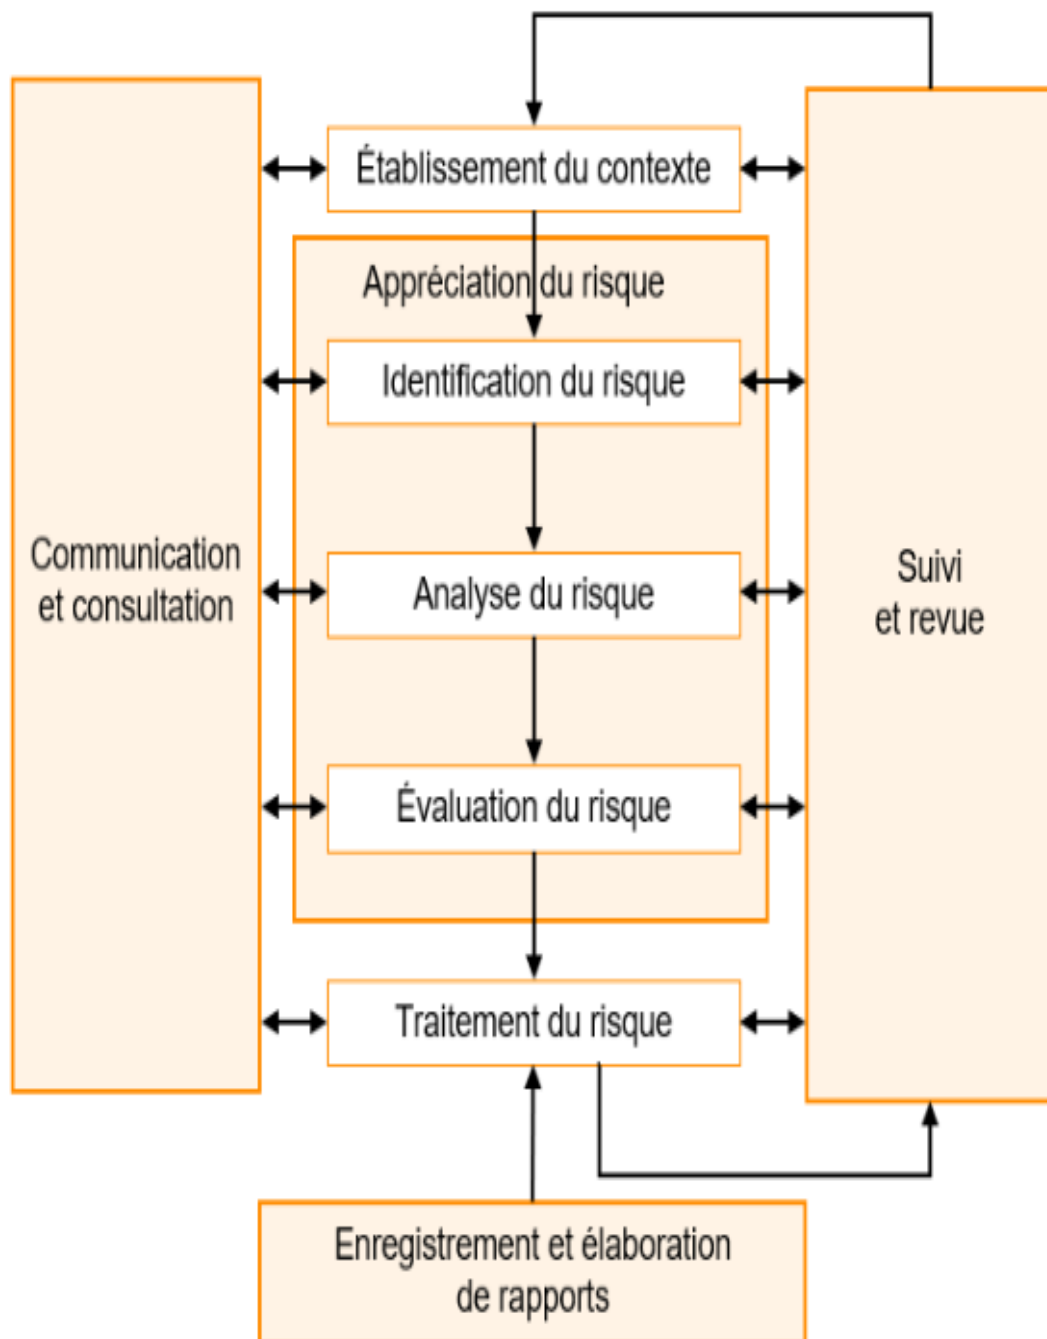 Établissement du contexte
Appréciation du risque
Identification du risque
Communication
et consultation
Analyse du risque
Suivi
et revue
Évaluation du risque
Traitement du risque
Enregistrement et élaboration
de rapports